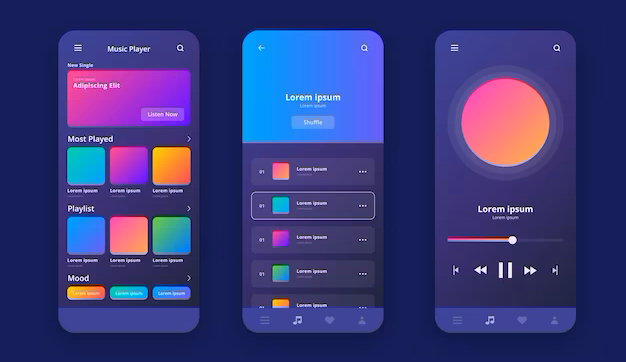 Music Player
New Single
Adipiscing Elit
Listen Now
Most Played
Lorem ipsum Lorem ipsum Lorem ipsum
Playlist
Lorem ipsum Lorem ipsum Lorem ipsum
Mood
Lorem ipsum Lorem ipsum Lorem ipsum
Lorem ipsum
Lorem ipsum
Shuffle
01 Lorem ipsum
01 Lorem ipsum
01 Lorem ipsum
01 Lorem ipsum
Lorem ipsum
Lorem ipsum
Lorem ipsum